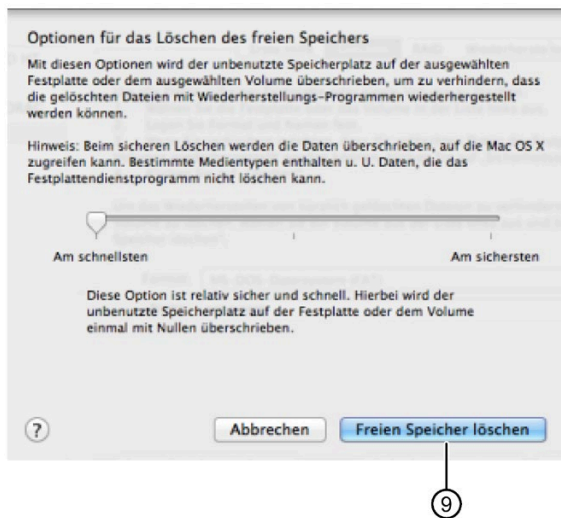 Optionen für das Löschen des freien Speichers
Mit diesen Optionen wird der unbenutzte Speicherplatz auf der ausgewählten
Festplatte oder dem ausgewählten Volume überschrieben, um zu verhindern, dass
die gelöschten Dateien mit Wiederherstellungs-Programmen wiederhergestellt
werden können.
Hinweis: Beim sicheren Löschen werden die Daten überschrieben, auf die Mac OS X
zugreifen kann. Bestimmte Medientypen enthalten u. U. Daten, die das
Festplattendienstprogramm nicht löschen kann.
Am schnellsten Am sichersten
Diese Option ist relativ sicher und schnell. Hierbei wird der
unbenutzte Speicherplatz auf der Festplatte oder dem Volume
einmal mit Nullen überschrieben.
? Abbrechen Freien Speicher löschen
9